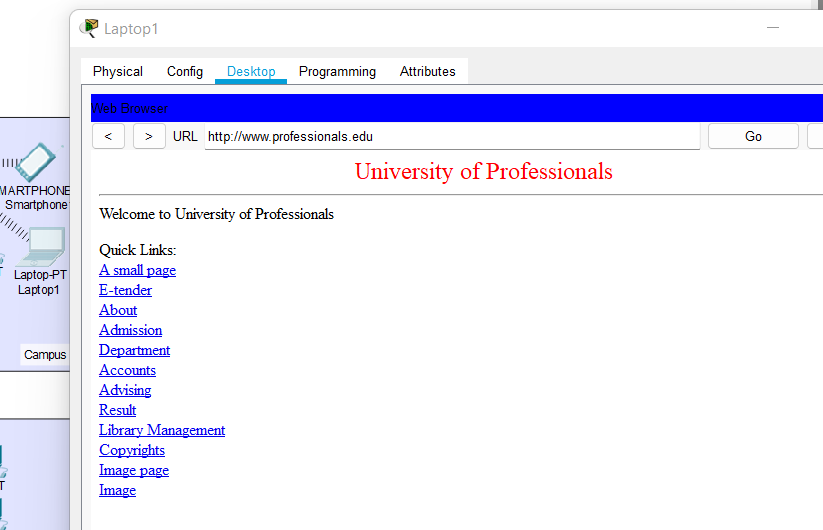 Laptop1
Physical Config Desktop Programming Attributes
Web Browser
< > URL http://www.professionals.edu Go
University of Professionals
Welcome to University of Professionals
Quick Links:
A small page
E-tender
About
Admission
Department
Accounts
Advising
Result
Library Management
Copyrights
Image page
Image
MARTPHONE
Smartphone
Laptop-PT
Laptop1
Campus
T